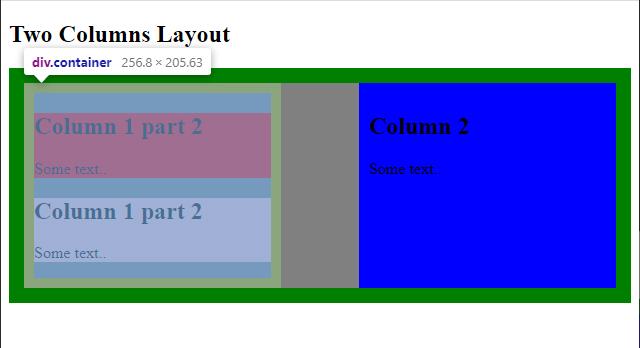 Two Columns Layout
div.container 256.8 × 205.63
Column 1 part 2
Some text..
Column 1 part 2
Some text..
Column 2
Some text..